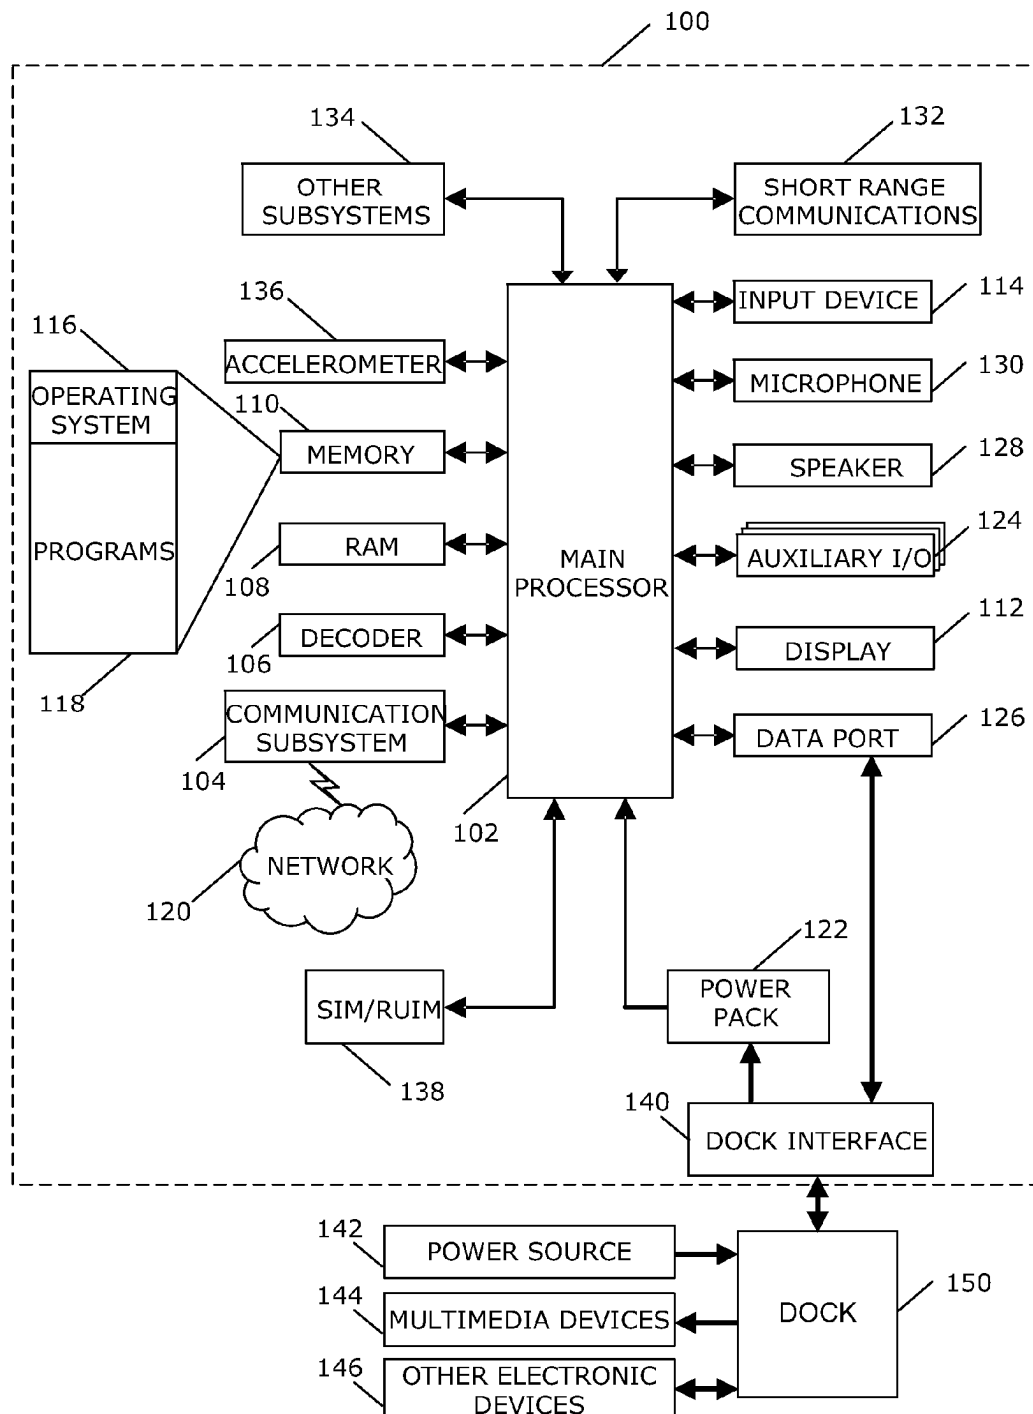 100
134
132
OTHER
SUBSYSTEMS
SHORT RANGE
COMMUNICATIONS
136
INPUT DEVICE
114
116
ACCELEROMETER
MICROPHONE
130
OPERATING
SYSTEM
110
MEMORY
SPEAKER
128
PROGRAMS
RAM
108
MAIN
PROCESSOR
AUXILIARY I/O
124
DECODER
106
DISPLAY
112
118
COMMUNICATION
SUBSYSTEM
104
DATA PORT
126
102
NETWORK
120
122
SIM/RUIM
138
POWER
PACK
140
DOCK INTERFACE
142
POWER SOURCE
144
MULTIMEDIA DEVICES
DOCK
150
146
OTHER ELECTRONIC
DEVICES